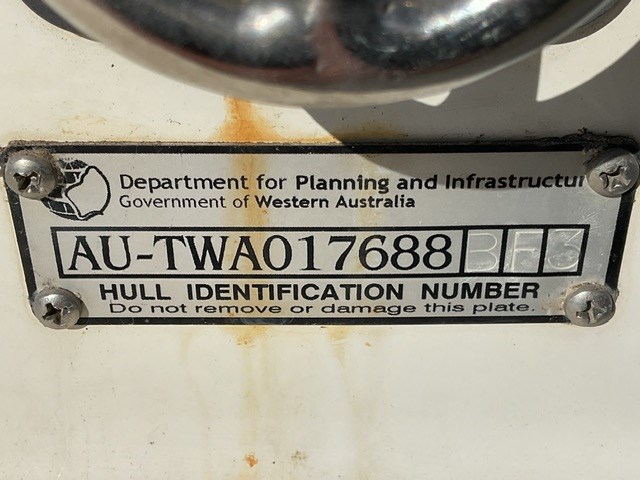 Department for Planning and Infrastructur
Government of Western Australia
AU-TWA017688BF3
HULL IDENTIFICATION NUMBER
Do not remove or damage this plate.